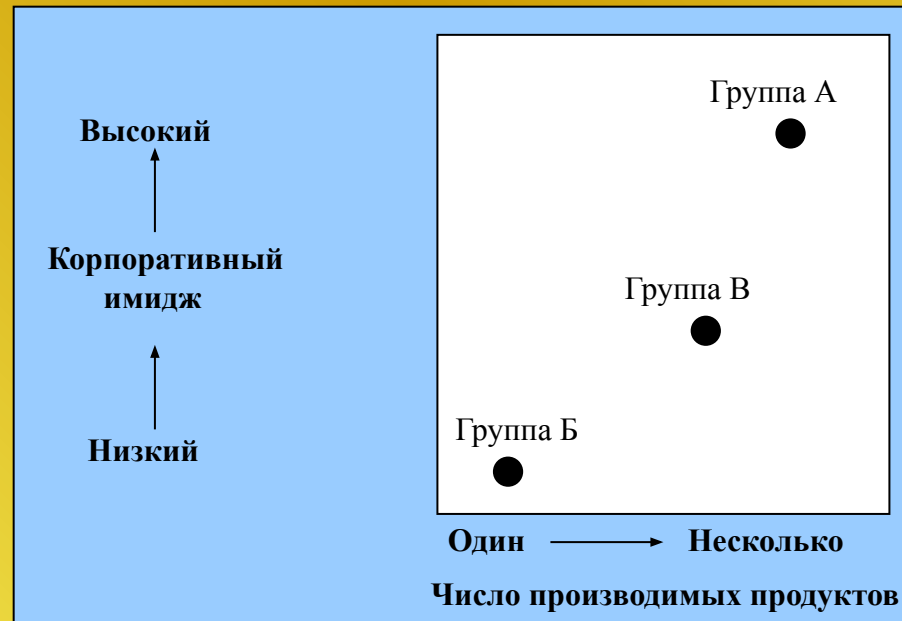 Группа А
Высокий
Корпоративный
имидж
Группа В
Группа Б
Низкий
Один
Несколько
Число производимых продуктов